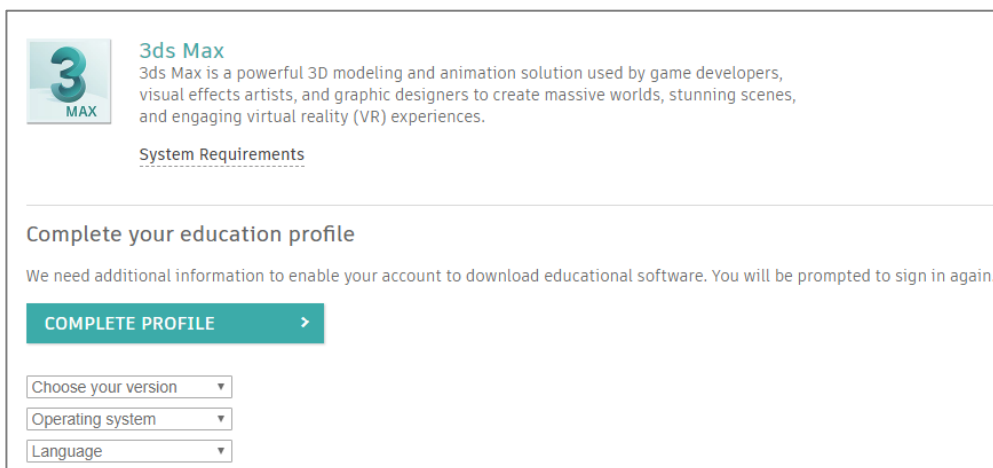 3
MAX
3ds Max
3ds Max is a powerful 3D modeling and animation solution used by game developers,
visual effects artists, and graphic designers to create massive worlds, stunning scenes,
and engaging virtual reality (VR) experiences.
System Requirements
Complete your education profile
We need additional information to enable your account to download educational software. You will be prompted to sign in again
COMPLETE PROFILE >
Choose your version
Operating system
Language